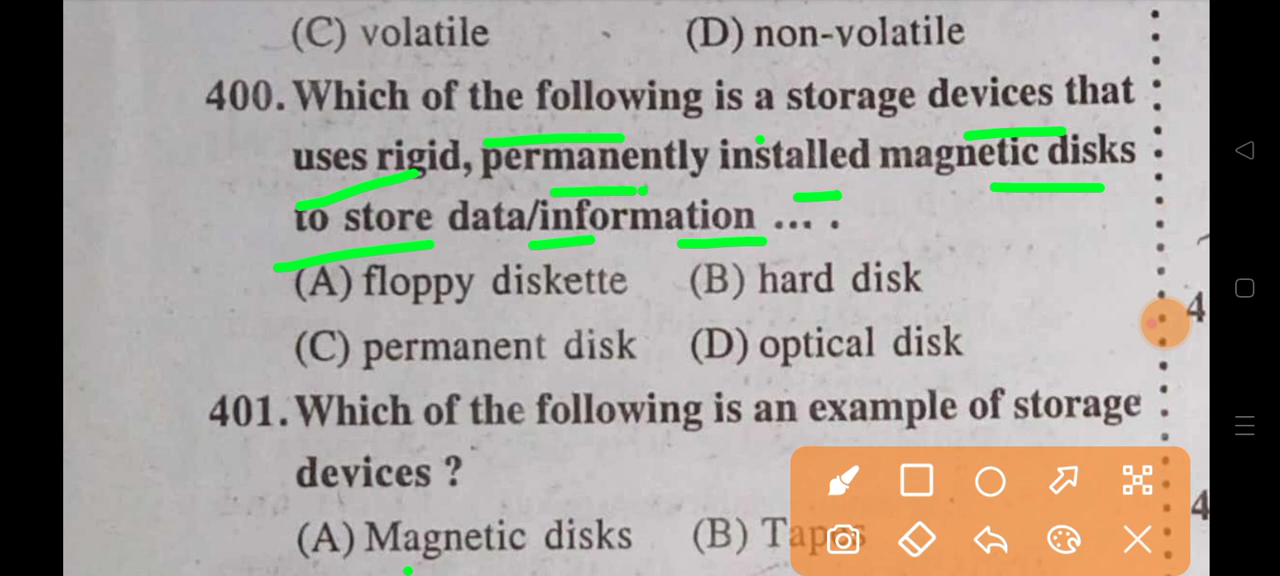 (C) volatile (D) non-volatile
400. Which of the following is a storage devices that
uses rigid, permanently installed magnetic disks
to store data/information ... .
(A) floppy diskette (B) hard disk
(C) permanent disk (D) optical disk
401. Which of the following is an example of storage
devices ?
(A) Magnetic disks (B) Tapes
4
4